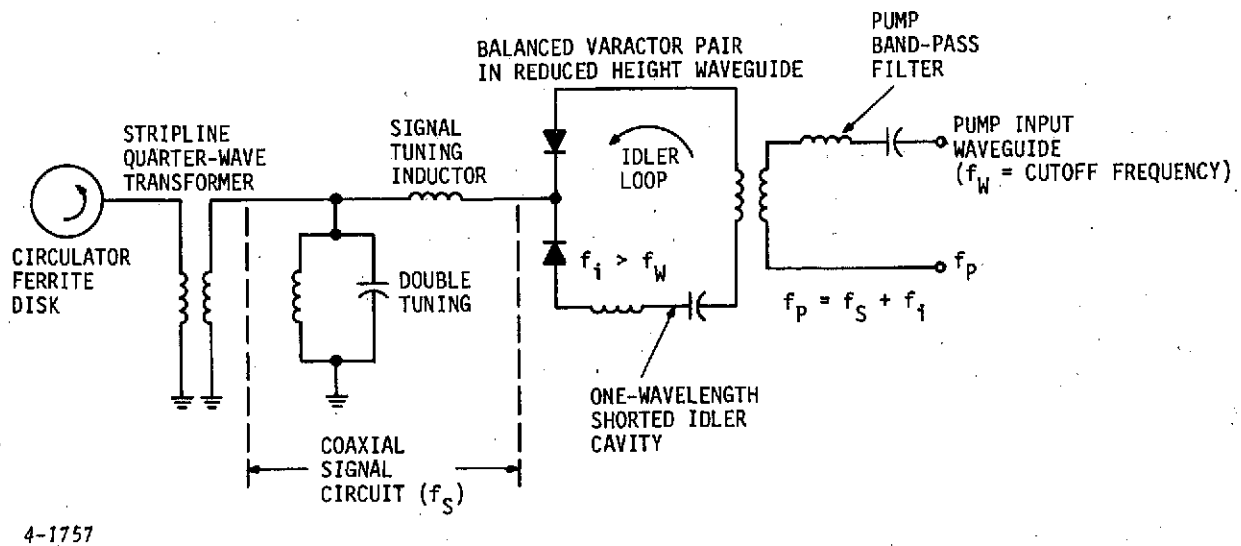 PUMP
BAND-PASS
FILTER
BALANCED VARACTOR PAIR
IN REDUCED HEIGHT WAVEGUIDE
STRIPLINE
QUARTER-WAVE
TRANSFORMER
SIGNAL
TUNING
INDUCTOR
IDLER
LOOP
PUMP INPUT
WAVEGUIDE
(f_W = CUTOFF FREQUENCY)
CIRCULATOR
FERRITE
DISK
DOUBLE
TUNING
f_i > f_W
f_P
f_P = f_S + f_i
ONE-WAVELENGTH
SHORTED IDLER
CAVITY
COAXIAL
SIGNAL
CIRCUIT (f_S)
4-1757